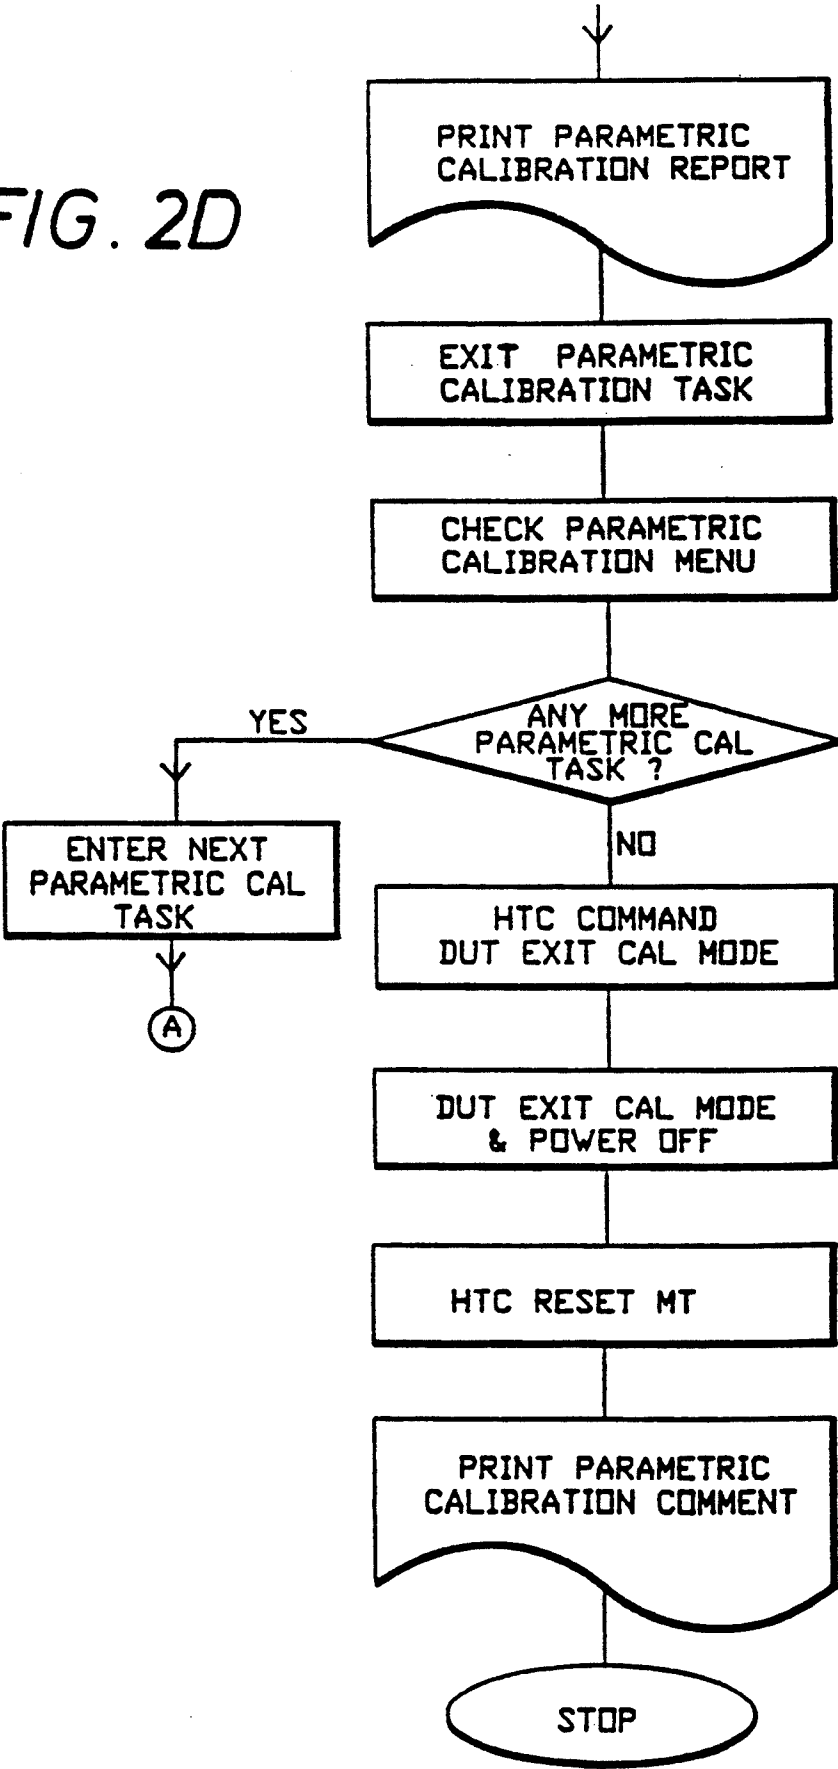 PRINT PARAMETRIC
CALIBRATION REPORT
FIG. 2D
EXIT PARAMETRIC
CALIBRATION TASK
CHECK PARAMETRIC
CALIBRATION MENU
ANY MORE
PARAMETRIC CAL
TASK ?
YES
ENTER NEXT
PARAMETRIC CAL
TASK
A
NO
HTC COMMAND
DUT EXIT CAL MODE
DUT EXIT CAL MODE
& POWER OFF
HTC RESET MT
PRINT PARAMETRIC
CALIBRATION COMMENT
STOP